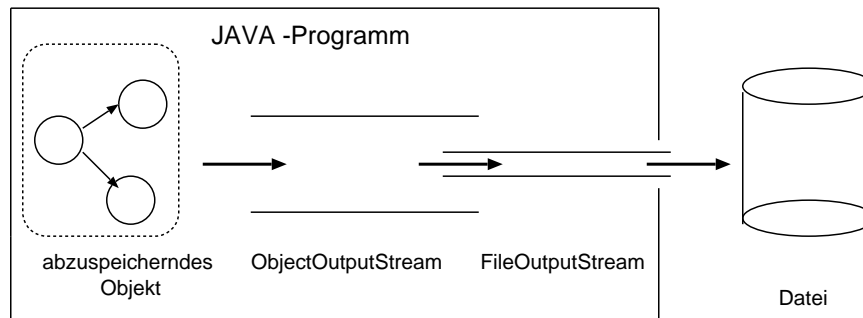 JAVA -Programm
abzuspeicherndes
Objekt
ObjectOutputStream
FileOutputStream
Datei